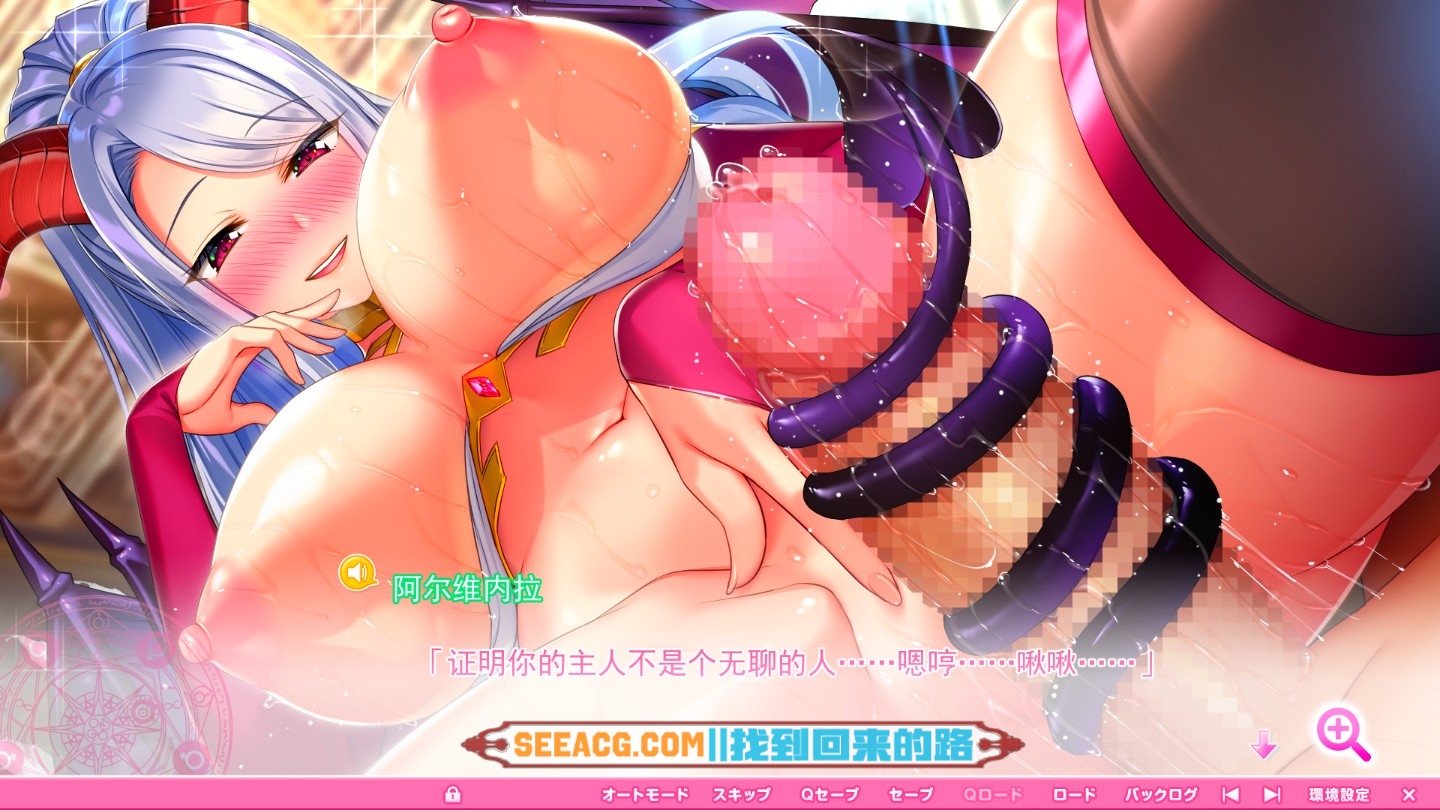 阿尔维内拉
「证明你的主人不是个无聊的人……嗯哼……啾啾……」
SEEACG.COM||找到回来的路
オートモード スキップ Qセーブ セーブ Qロード ロード バックログ 環境設定